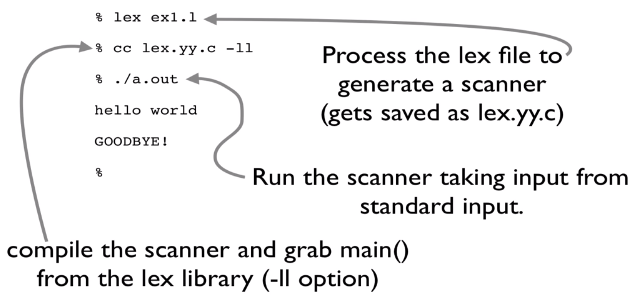 % lex ex1.l
% cc lex.yy.c -ll
% ./a.out
hello world
GOODBYE!
%
Process the lex file to
generate a scanner
(gets saved as lex.yy.c)
Run the scanner taking input from
standard input.
compile the scanner and grab main()
from the lex library (-ll option)